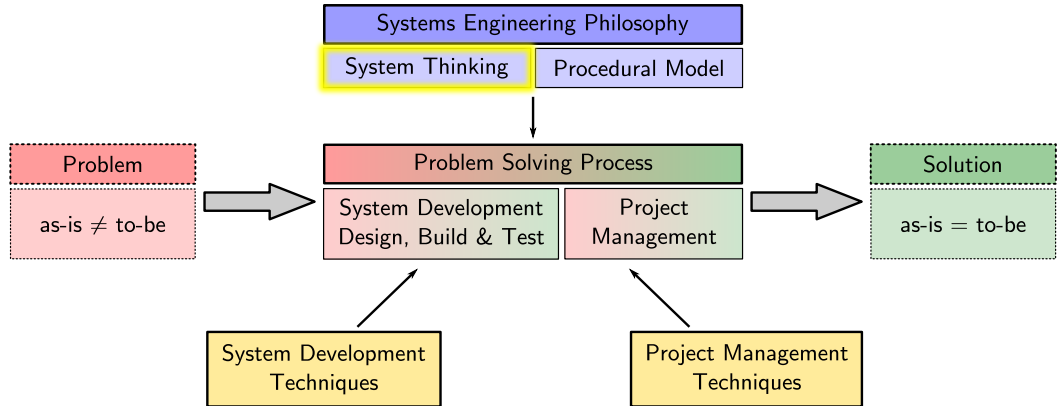 Systems Engineering Philosophy
System Thinking
Procedural Model
Problem
as-is ≠ to-be
Problem Solving Process
System Development
Design, Build & Test
Project
Management
Solution
as-is = to-be
System Development
Techniques
Project Management
Techniques